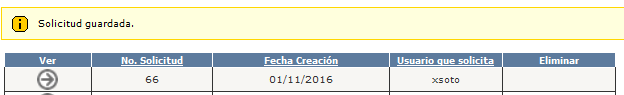 Solicitud guardada.
Ver No. Solicitud Fecha Creación Usuario que solicita Eliminar
66 01/11/2016 xsoto